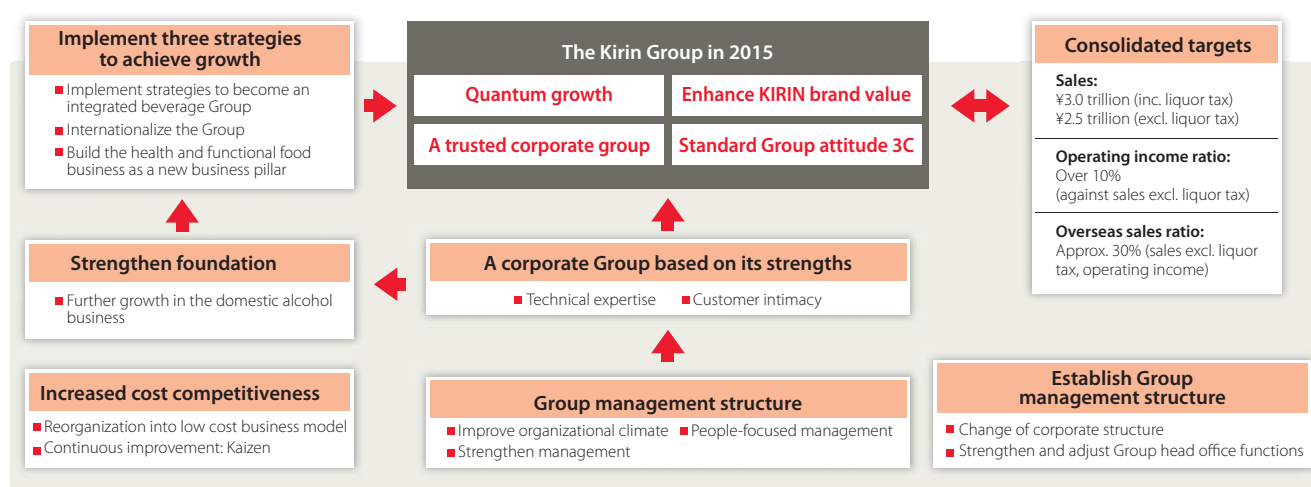 Implement three strategies
to achieve growth
Implement strategies to become an
integrated beverage Group
Internationalize the Group
Build the health and functional food
business as a new business pillar
The Kirin Group in 2015
Quantum growth
Enhance KIRIN brand value
A trusted corporate group
Standard Group attitude 3C
Consolidated targets
Sales:
¥3.0 trillion (inc. liquor tax)
¥2.5 trillion (excl. liquor tax)
Operating income ratio:
Over 10%
(against sales excl. liquor tax)
Overseas sales ratio:
Approx. 30% (sales excl. liquor
tax, operating income)
Strengthen foundation
Further growth in the domestic alcohol
business
A corporate Group based on its strengths
Technical expertise
Customer intimacy
Increased cost competitiveness
Reorganization into low cost business model
Continuous improvement: Kaizen
Group management structure
Improve organizational climate
People-focused management
Strengthen management
Establish Group
management structure
Change of corporate structure
Strengthen and adjust Group head office functions